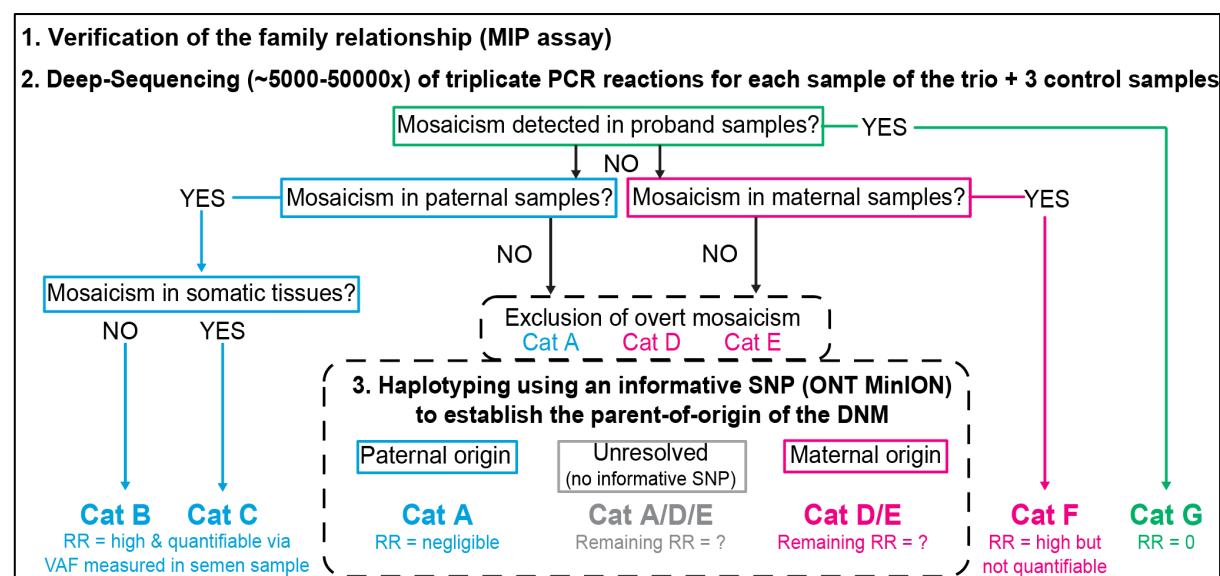 1. Verification of the family relationship (MIP assay)
2. Deep-Sequencing (~5000-50000x) of triplicate PCR reactions for each sample of the trio + 3 control samples
Mosaicism detected in proband samples?
YES
NO
YES
Mosaicism in paternal samples?
Mosaicism in maternal samples?
YES
NO
NO
Mosaicism in somatic tissues?
NO
YES
Exclusion of overt mosaicism
Cat A Cat D Cat E
3. Haplotyping using an informative SNP (ONT MinION)
to establish the parent-of-origin of the DNM
Paternal origin
Unresolved
(no informative SNP)
Maternal origin
Cat B
Cat C
Cat A
Cat A/D/E
Cat D/E
Cat F
Cat G
RR = high & quantifiable via
VAF measured in semen sample
RR = negligible
Remaining RR = ?
Remaining RR = ?
RR = high but
not quantifiable
RR = 0